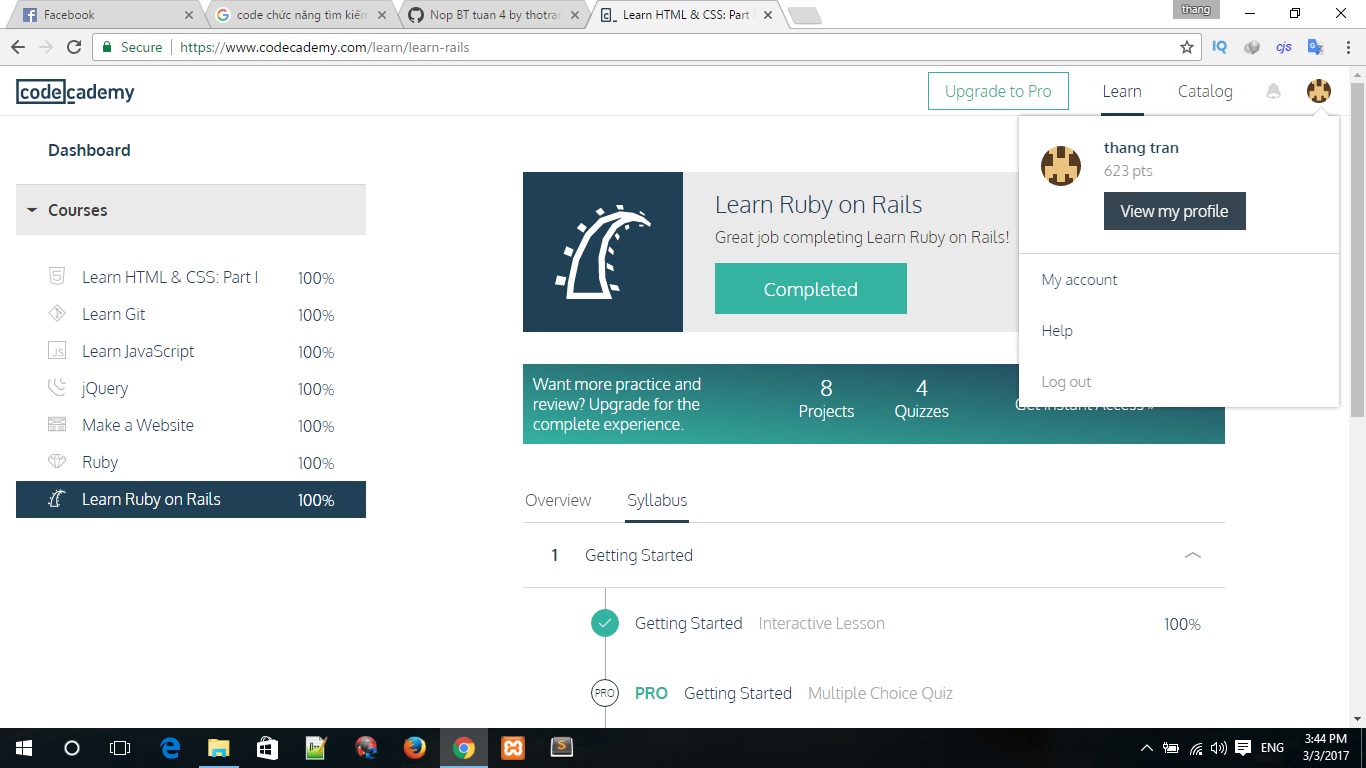 Facebook
code chức năng tìm kiếm
Nop BT tuan 4 by thotran
Learn HTML & CSS: Part
thang
Secure
https://www.codecademy.com/learn/learn-rails
IQ
cjs
codecademy
Upgrade to Pro
Learn
Catalog
Dashboard
Courses
Learn HTML & CSS: Part I 100%
Learn Git 100%
Learn JavaScript 100%
jQuery 100%
Make a Website 100%
Ruby 100%
Learn Ruby on Rails 100%
Learn Ruby on Rails
Great job completing Learn Ruby on Rails!
Completed
thang tran
623 pts
View my profile
My account
Help
Log out
Want more practice and
review? Upgrade for the
complete experience.
8
Projects
4
Quizzes
Get Instant Access »
Overview
Syllabus
1 Getting Started
Getting Started Interactive Lesson 100%
PRO PRO Getting Started Multiple Choice Quiz
ENG
3:44 PM
3/3/2017